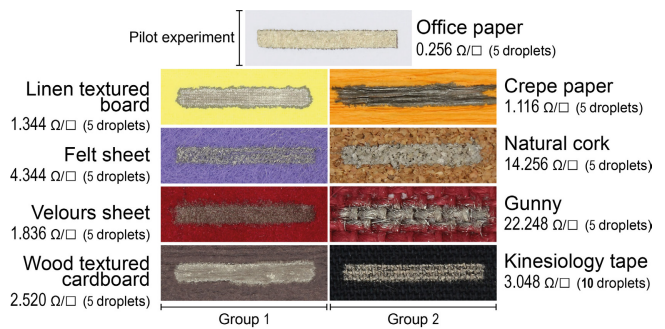 Pilot experiment
Office paper
0.256 Ω/□ (5 droplets)
Linen textured
board
1.344 Ω/□ (5 droplets)
Crepe paper
1.116 Ω/□ (5 droplets)
Felt sheet
4.344 Ω/□ (5 droplets)
Natural cork
14.256 Ω/□ (5 droplets)
Velours sheet
1.836 Ω/□ (5 droplets)
Gunny
22.248 Ω/□ (5 droplets)
Wood textured
cardboard
2.520 Ω/□ (5 droplets)
Kinesiology tape
3.048 Ω/□ (10 droplets)
Group 1
Group 2